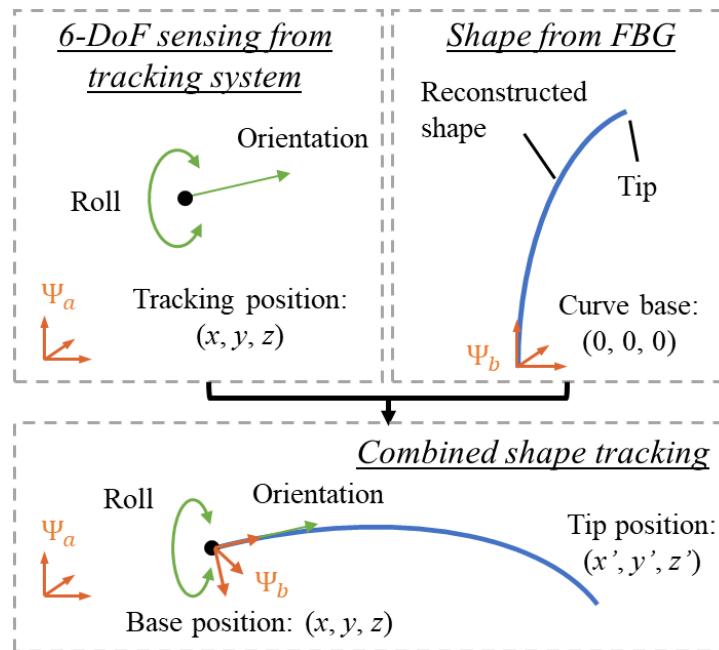 6-DoF sensing from
tracking system
Orientation
Roll
Ψa
Tracking position:
(x, y, z)
Shape from FBG
Reconstructed
shape
Tip
Ψb
Curve base:
(0, 0, 0)
Combined shape tracking
Roll
Orientation
Ψa
Ψb
Tip position:
(x’, y’, z’)
Base position: (x, y, z)